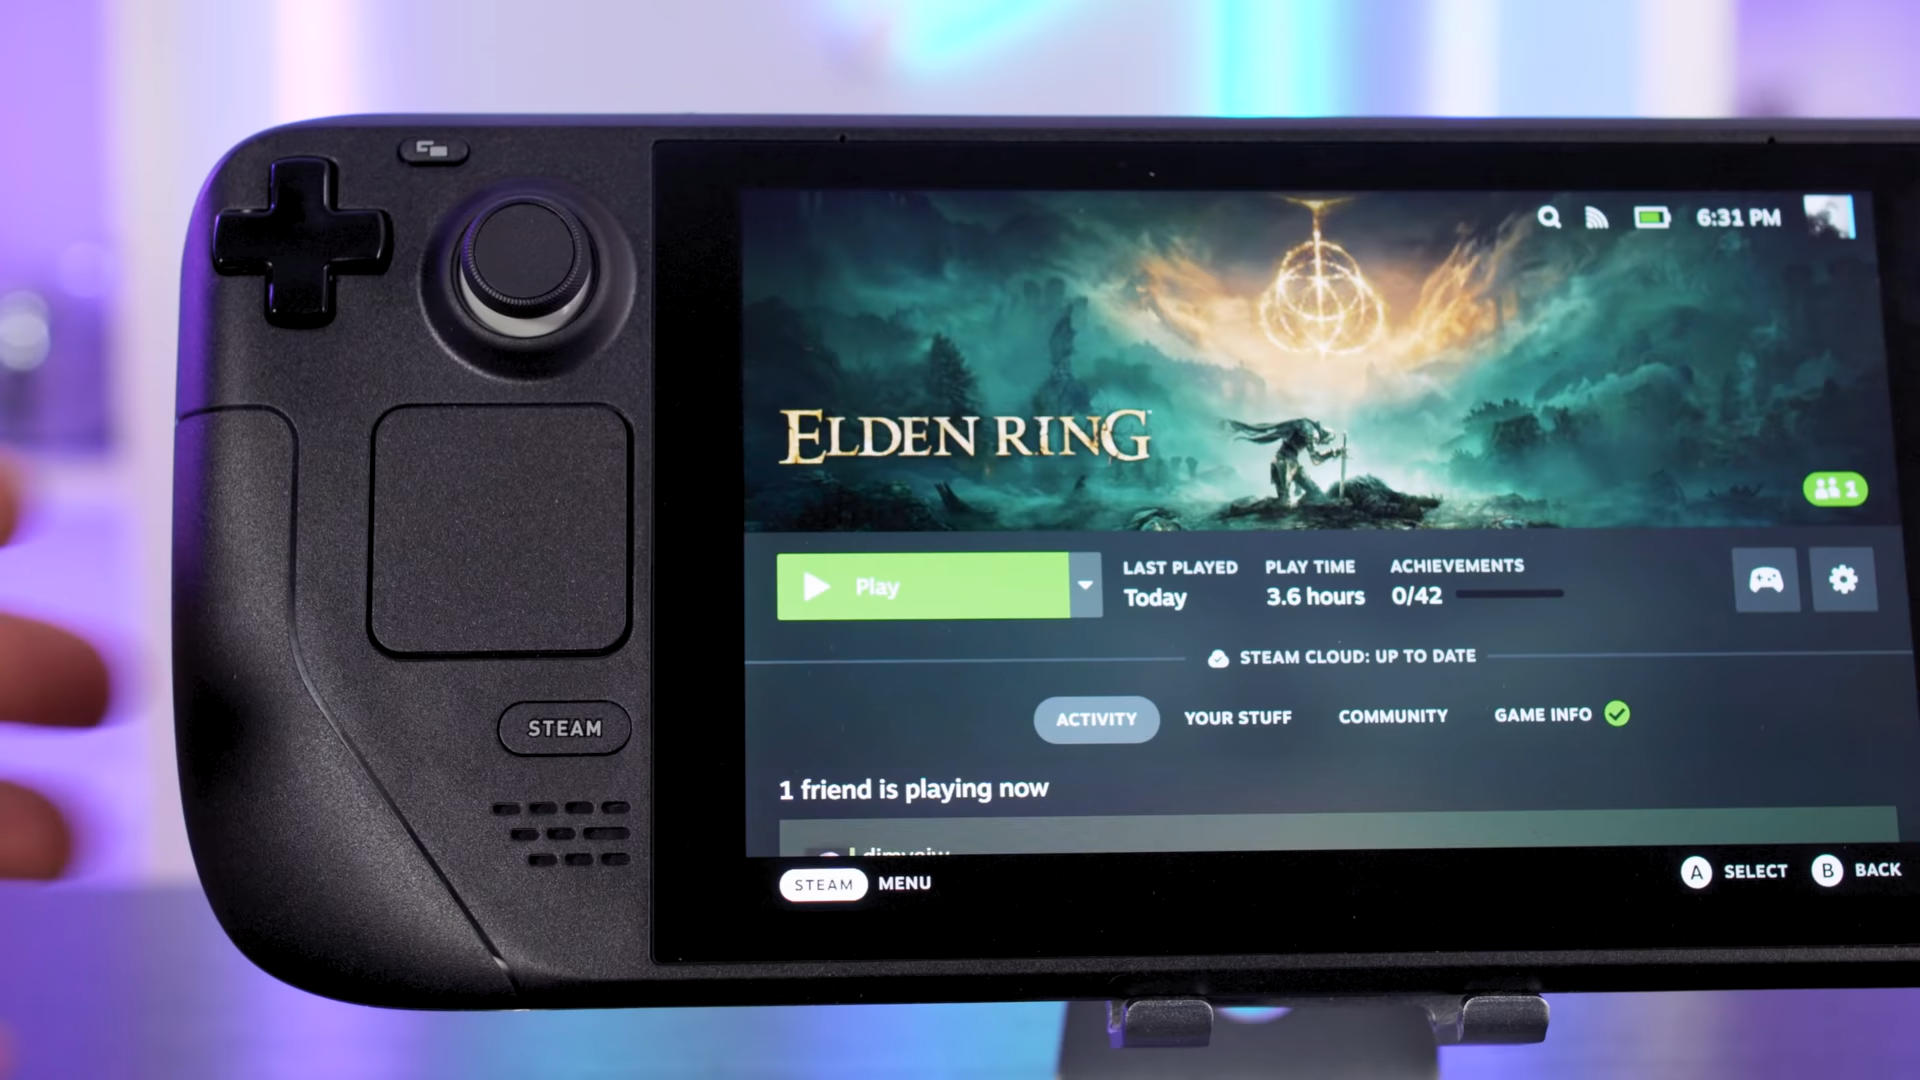 6:31 PM
ELDEN RING
1
Play
LAST PLAYED
Today
PLAY TIME
3.6 hours
ACHIEVEMENTS
0/42
STEAM CLOUD: UP TO DATE
ACTIVITY YOUR STUFF COMMUNITY GAME INFO
STEAM
1 friend is playing now
STEAM MENU
A SELECT B BACK